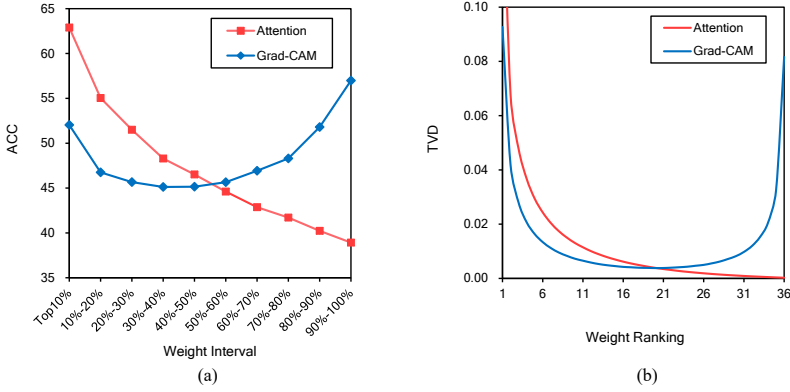 65
60
55
50
45
40
35
ACC
Attention
Grad-CAM
Top10%
10%-20%
20%-30%
30%-40%
40%-50%
50%-60%
60%-70%
70%-80%
80%-90%
90%-100%
Weight Interval
(a)
0.10
0.08
0.06
0.04
0.02
0.00
TVD
Attention
Grad-CAM
1 6 11 16 21 26 31 36
Weight Ranking
(b)